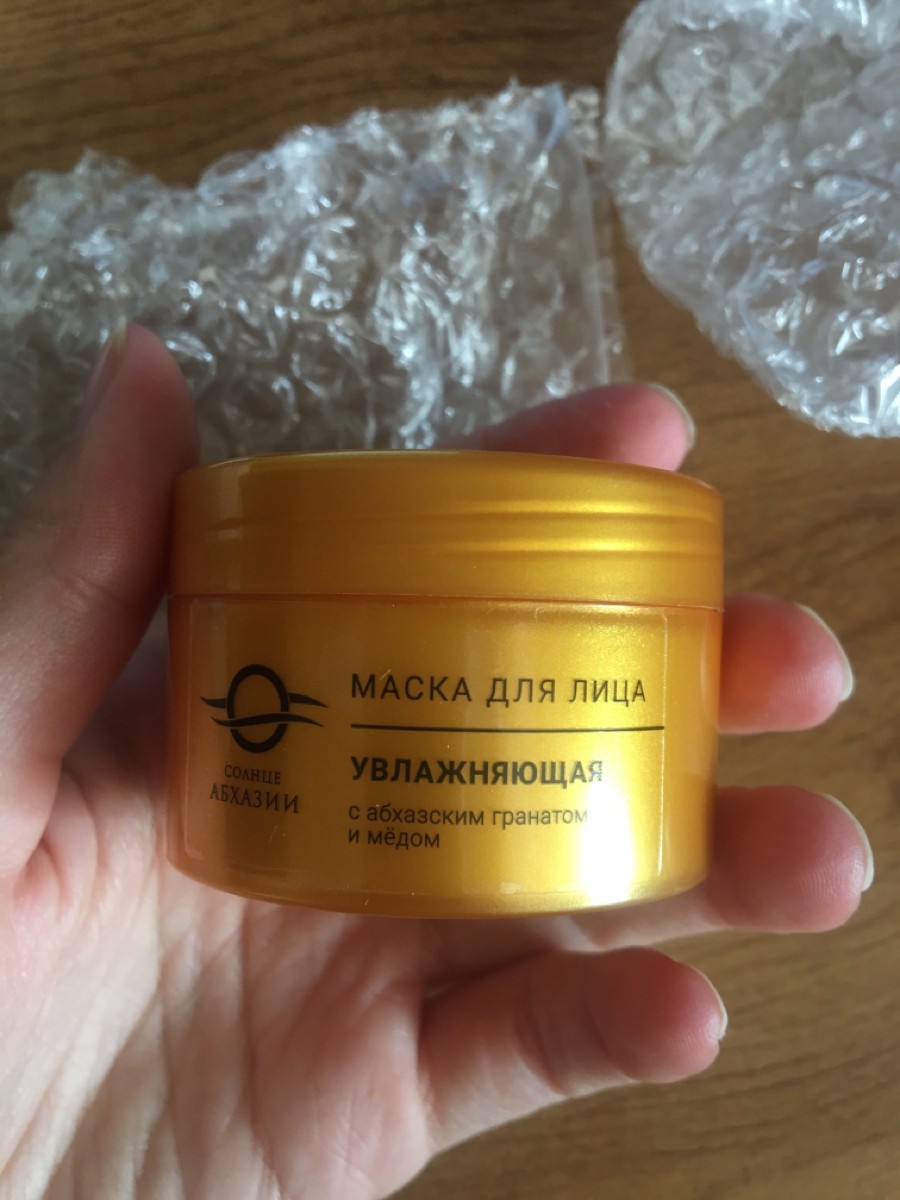 СОЛНЦЕ
АБХАЗИИ
МАСКА ДЛЯ ЛИЦА
УВЛАЖНЯЮЩАЯ
с абхазским гранатом
и мёдом